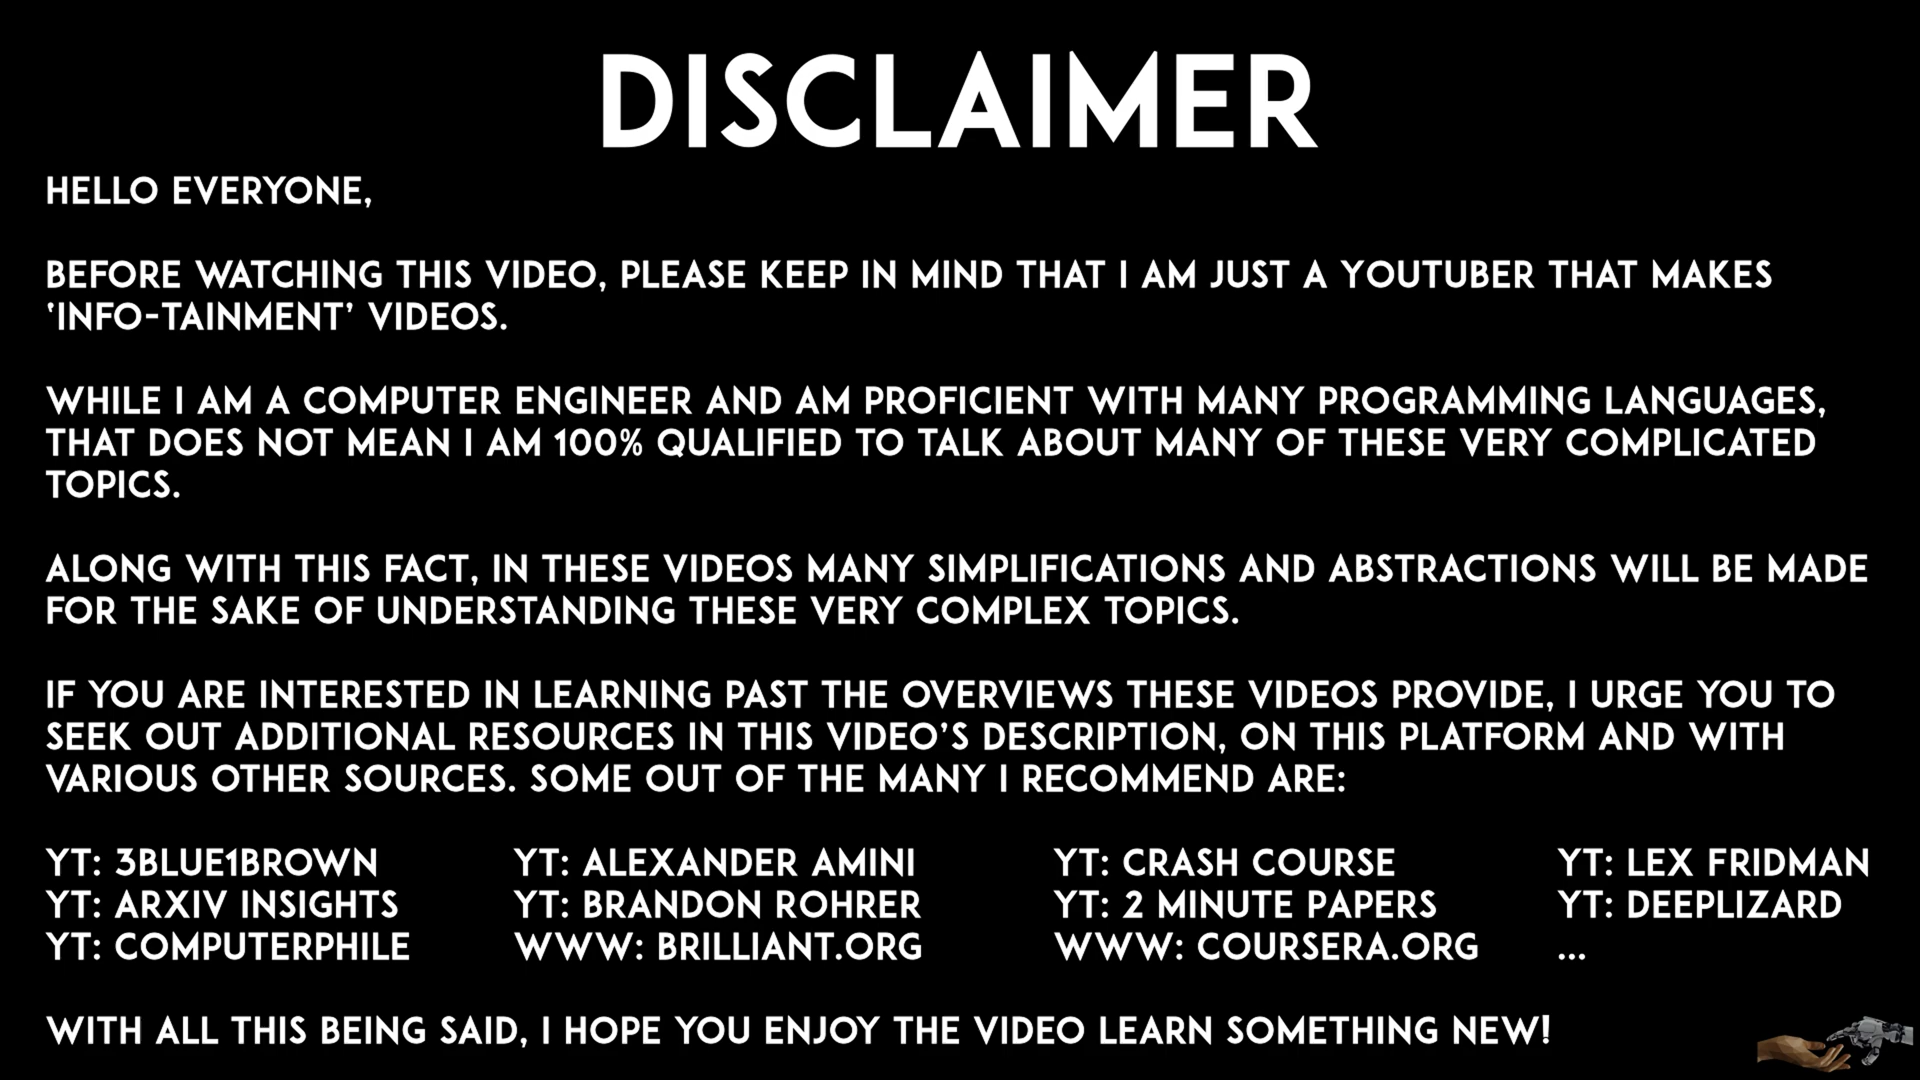 DISCLAIMER
HELLO EVERYONE,
BEFORE WATCHING THIS VIDEO, PLEASE KEEP IN MIND THAT I AM JUST A YOUTUBER THAT MAKES
‘INFO-TAINMENT’ VIDEOS.
WHILE I AM A COMPUTER ENGINEER AND AM PROFICIENT WITH MANY PROGRAMMING LANGUAGES,
THAT DOES NOT MEAN I AM 100% QUALIFIED TO TALK ABOUT MANY OF THESE VERY COMPLICATED
TOPICS.
ALONG WITH THIS FACT, IN THESE VIDEOS MANY SIMPLIFICATIONS AND ABSTRACTIONS WILL BE MADE
FOR THE SAKE OF UNDERSTANDING THESE VERY COMPLEX TOPICS.
IF YOU ARE INTERESTED IN LEARNING PAST THE OVERVIEWS THESE VIDEOS PROVIDE, I URGE YOU TO
SEEK OUT ADDITIONAL RESOURCES IN THIS VIDEO’S DESCRIPTION, ON THIS PLATFORM AND WITH
VARIOUS OTHER SOURCES. SOME OUT OF THE MANY I RECOMMEND ARE:
YT: 3BLUE1BROWN YT: ALEXANDER AMINI YT: CRASH COURSE YT: LEX FRIDMAN
YT: ARXIV INSIGHTS YT: BRANDON ROHRER YT: 2 MINUTE PAPERS YT: DEEPLIZARD
YT: COMPUTERPHILE WWW: BRILLIANT.ORG WWW: COURSERA.ORG ...
WITH ALL THIS BEING SAID, I HOPE YOU ENJOY THE VIDEO LEARN SOMETHING NEW!